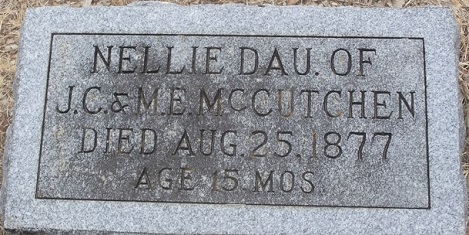 NELLIE DAU. OF
J.C. & M.E. McCUTCHEN
DIED AUG. 25, 1877
AGE 15 MOS.